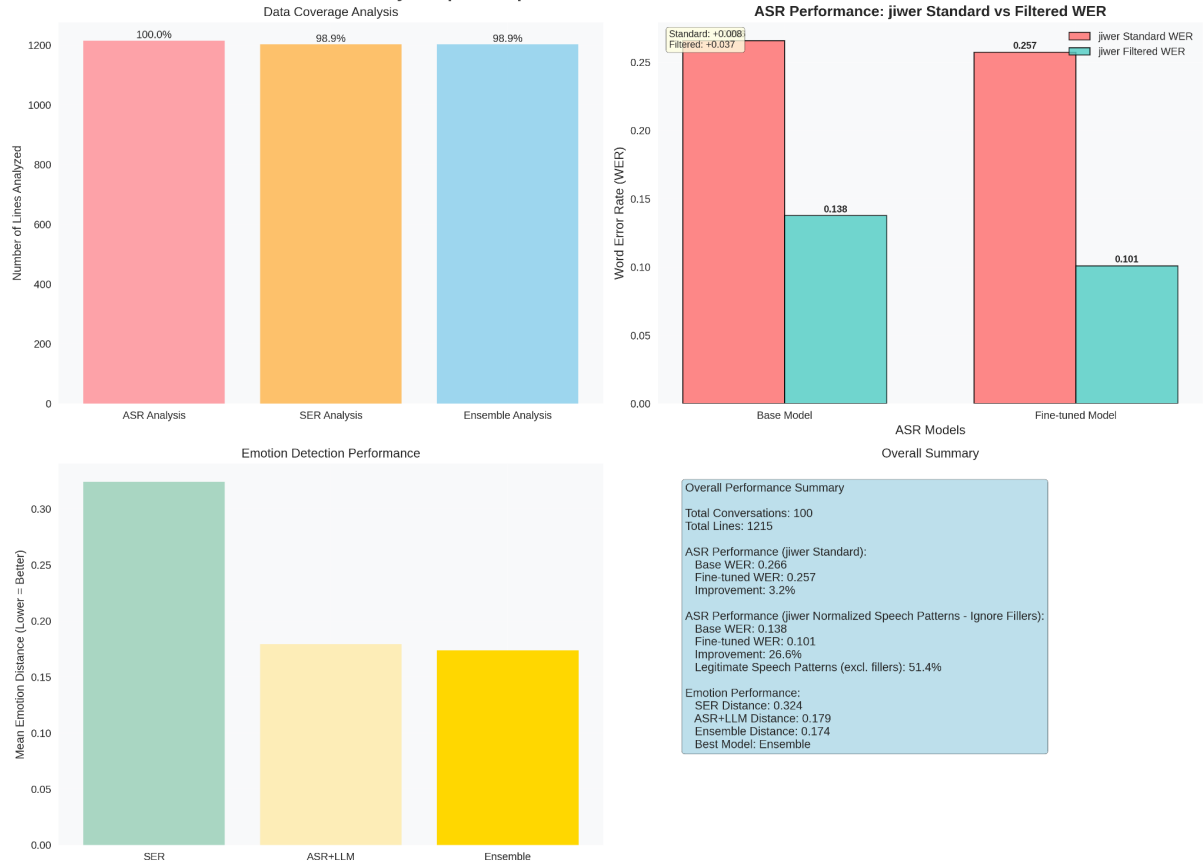 Data Coverage Analysis
Number of Lines Analyzed
1200
1000
800
600
400
200
0
100.0%
98.9%
98.9%
ASR Analysis
SER Analysis
Ensemble Analysis
ASR Performance: jiwer Standard vs Filtered WER
Word Error Rate (WER)
0.25
0.20
0.15
0.10
0.05
0.00
Standard: +0.008
Filtered: +0.037
0.138
0.257
0.101
jiwer Standard WER
jiwer Filtered WER
Base Model
Fine-tuned Model
ASR Models
Emotion Detection Performance
Mean Emotion Distance (Lower = Better)
0.30
0.25
0.20
0.15
0.10
0.05
0.00
SER
ASR+LLM
Ensemble
Overall Summary
Overall Performance Summary
Total Conversations: 100
Total Lines: 1215
ASR Performance (jiwer Standard):
Base WER: 0.266
Fine-tuned WER: 0.257
Improvement: 3.2%
ASR Performance (jiwer Normalized Speech Patterns - Ignore Fillers):
Base WER: 0.138
Fine-tuned WER: 0.101
Improvement: 26.6%
Legitimate Speech Patterns (excl. fillers): 51.4%
Emotion Performance:
SER Distance: 0.324
ASR+LLM Distance: 0.179
Ensemble Distance: 0.174
Best Model: Ensemble